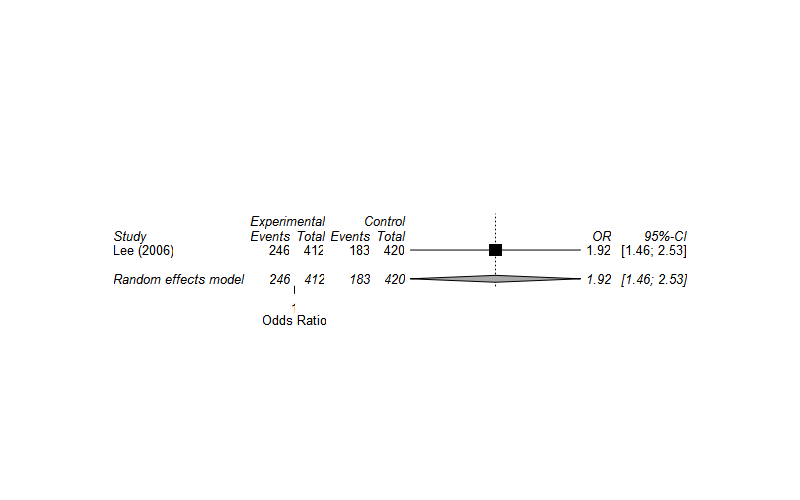 Experimental Control
Study Events Total Events Total OR 95%-CI
Lee (2006) 246 412 183 420 1.92 [1.46; 2.53]
Random effects model 246 412 183 420 1.92 [1.46; 2.53]
1
Odds Ratio